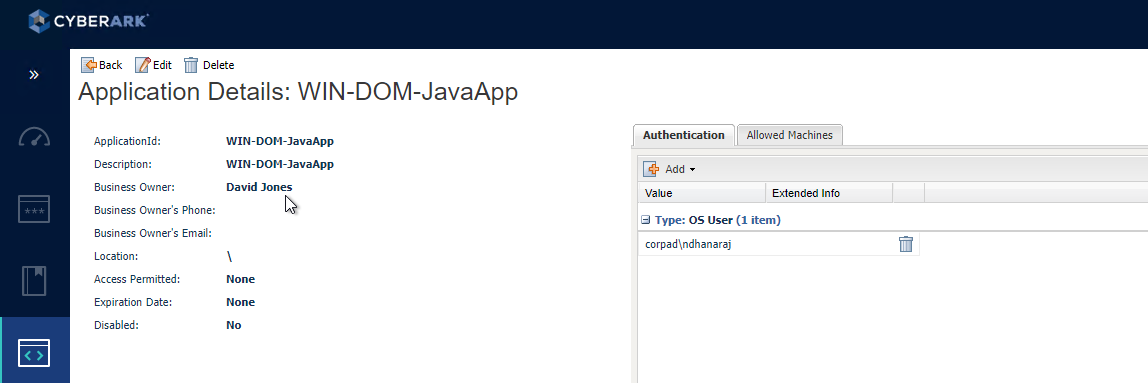 CYBERARK
»
Back Edit Delete
Application Details: WIN-DOM-JavaApp
ApplicationId: WIN-DOM-JavaApp
Description: WIN-DOM-JavaApp
Business Owner: David Jones
Business Owner's Phone:
Business Owner's Email:
Location: \
Access Permitted: None
Expiration Date: None
Disabled: No
Authentication Allowed Machines
Add
Value Extended Info
Type: OS User (1 item)
corpad\ndhanaraj